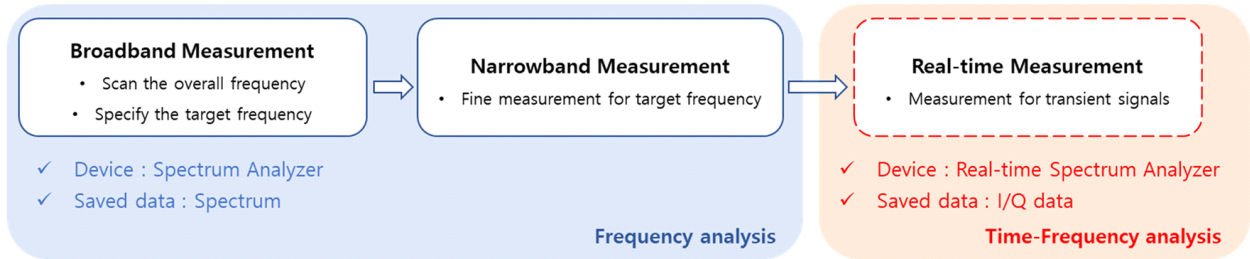 Broadband Measurement
• Scan the overall frequency
• Specify the target frequency
Narrowband Measurement
• Fine measurement for target frequency
Real-time Measurement
• Measurement for transient signals
✓ Device : Spectrum Analyzer
✓ Saved data : Spectrum
Frequency analysis
✓ Device : Real-time Spectrum Analyzer
✓ Saved data : I/Q data
Time-Frequency analysis